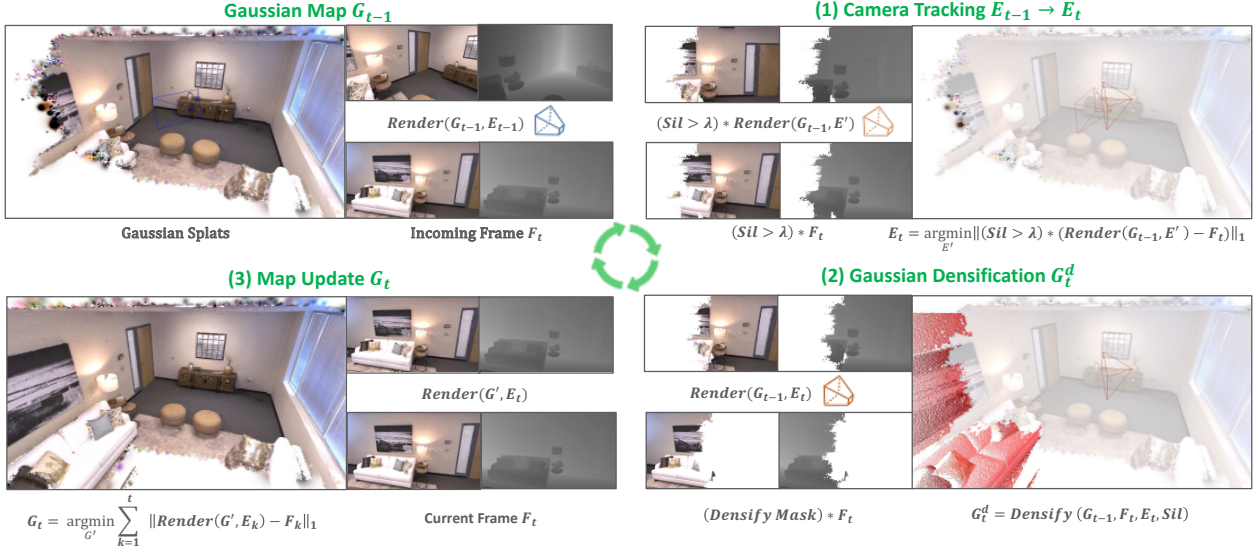 Gaussian Map G_{t-1}
(1) Camera Tracking E_{t-1} → E_t
Render(G_{t-1}, E_{t-1})
(Sil > λ) * Render(G_{t-1}, E')
Gaussian Splats
Incoming Frame F_t
(Sil > λ) * F_t
E_t = argmin_{E'} ‖(Sil > λ) * (Render(G_{t-1}, E') − F_t)‖_1
(3) Map Update G_t
(2) Gaussian Densification G_t^d
Render(G', E_t)
Render(G_{t-1}, E_t)
G_t = argmin_{G'} ∑_{k=1}^{t} ‖Render(G', E_k) − F_k‖_1
Current Frame F_t
(Densify Mask) * F_t
G_t^d = Densify (G_{t-1}, F_t, E_t, Sil)